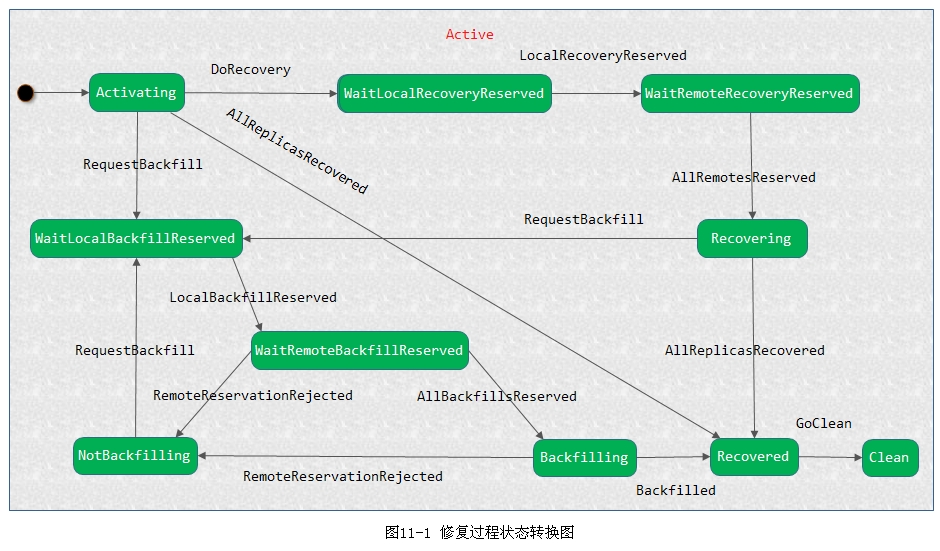 Active
LocalRecoveryReserved
DoRecovery
Activating
WaitLocalRecoveryReserved
WaitRemoteRecoveryReserved
AllReplicasRecovered
RequestBackfill
AllRemotesReserved
RequestBackfill
WaitLocalBackfillReserved
Recovering
LocalBackfillReserved
RequestBackfill
WaitRemoteBackfillReserved
AllReplicasRecovered
RemoteReservationRejected
AllBackfillsReserved
GoClean
NotBackfilling
Backfilling
Recovered
Clean
RemoteReservationRejected
Backfilled
图11-1 修复过程状态转换图